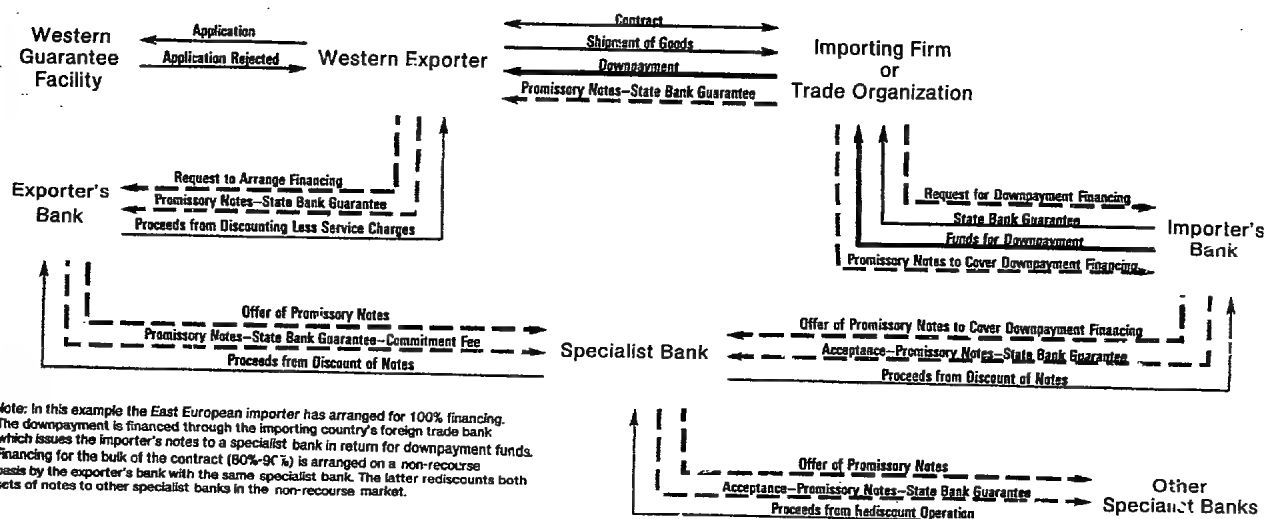 Western
Guarantee
Facility
Application
Application Rejected
Western Exporter
Contract
Shipment of Goods
Downpayment
Promissory Notes–State Bank Guarantee
Importing Firm
or
Trade Organization
Exporter's
Bank
Request to Arrange Financing
Promissory Notes–State Bank Guarantee
Proceeds from Discounting Less Service Charges
Request for Downpayment Financing
State Bank Guarantee
Funds for Downpayment
Promissory Notes to Cover Downpayment Financing
Importer's
Bank
Offer of Promissory Notes
Promissory Notes–State Bank Guarantee–Commitment Fee
Proceeds from Discount of Notes
Specialist Bank
Offer of Promissory Notes to Cover Downpayment Financing
Acceptance–Promissory Notes–State Bank Guarantee
Proceeds from Discount of Notes
Note: In this example the East European importer has arranged for 100% financing.
The downpayment is financed through the importing country's foreign trade bank
which issues the importer's notes to a specialist bank in return for downpayment funds.
Financing for the bulk of the contract (80%- is arranged on a non-recourse
basis by the exporter's bank with the same specialist bank. The latter rediscounts both
sets of notes to other specialist banks in the non-recourse market.
Offer of Promissory Notes
Acceptance–Promissory Notes–State Bank Guarantee
Proceeds from Rediscount Operation
Other
Specialist Banks